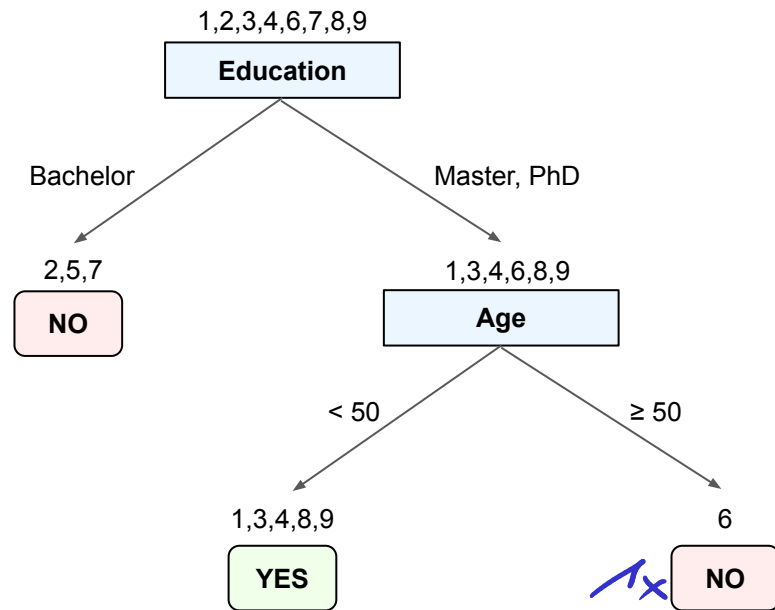 1,2,3,4,6,7,8,9
Education
Bachelor
Master, PhD
2,5,7
NO
1,3,4,6,8,9
Age
< 50
≥ 50
1,3,4,8,9
YES
6
1x
NO